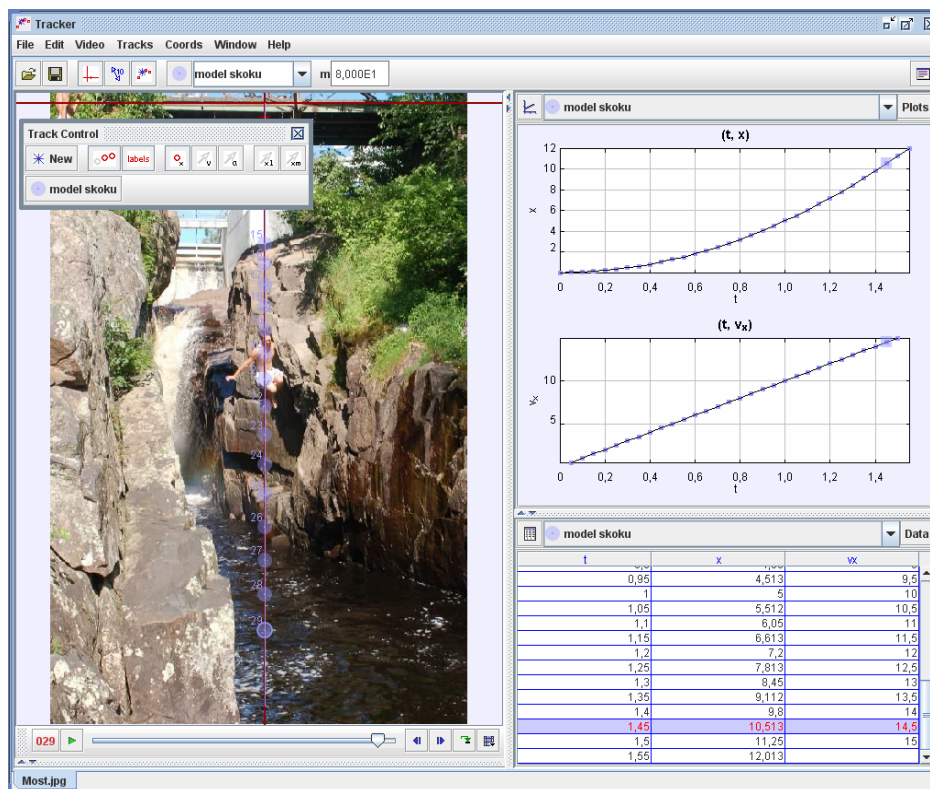 Tracker
File Edit Video Tracks Coords Window Help
model skoku m 8,000E1
Track Control
New labels x v a x1 xm
model skoku
15
23
24
26
27
28
29
029
Most.jpg
model skoku Plots
(t, x)
12
10
8
6
4
2
x
0 0,2 0,4 0,6 0,8 1,0 1,2 1,4
t
(t, vx)
10
5
vx
0 0,2 0,4 0,6 0,8 1,0 1,2 1,4
t
model skoku Data
t x vx
0,95 4,513 9,5
1 5 10
1,05 5,512 10,5
1,1 6,05 11
1,15 6,613 11,5
1,2 7,2 12
1,25 7,813 12,5
1,3 8,45 13
1,35 9,112 13,5
1,4 9,8 14
1,45 10,513 14,5
1,5 11,25 15
1,55 12,013